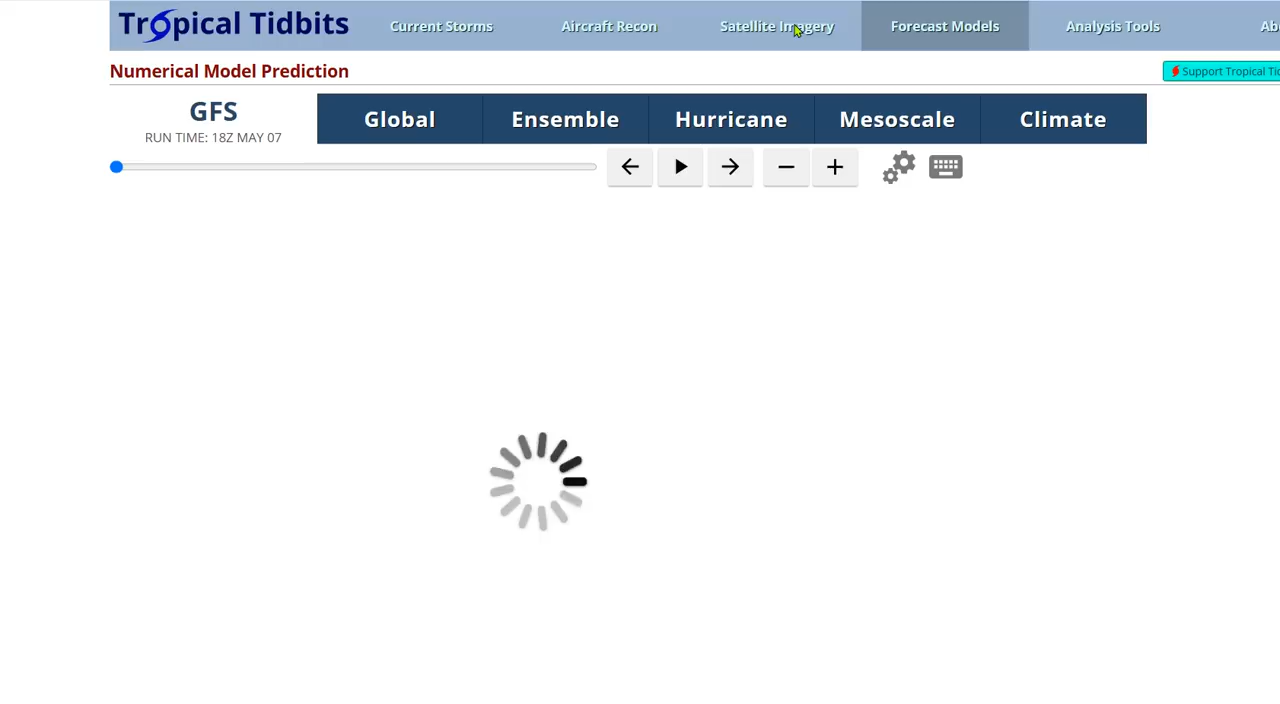 Tropical Tidbits
Current Storms
Aircraft Recon
Satellite Imagery
Forecast Models
Analysis Tools
Numerical Model Prediction
Support Tropical
GFS
RUN TIME: 18Z MAY 07
Global
Ensemble
Hurricane
Mesoscale
Climate